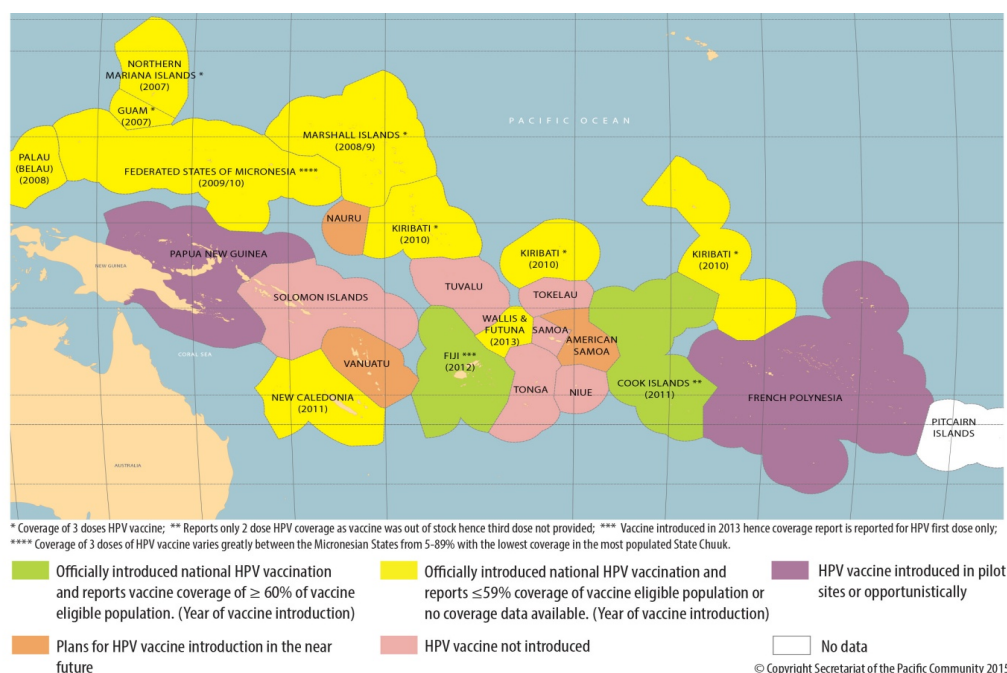 NORTHERN
MARIANA ISLANDS *
(2007)
GUAM *
(2007)
PACIFIC OCEAN
MARSHALL ISLANDS *
(2008/9)
PALAU
(BELAU)
(2008)
FEDERATED STATES OF MICRONESIA ****
(2009/10)
NAURU
KIRIBATI *
(2010)
KIRIBATI *
(2010)
KIRIBATI *
(2010)
PAPUA NEW GUINEA
NEW GUINEA
SOLOMON ISLANDS
TUVALU
TOKELAU
WALLIS &
FUTUNA
(2013)
SAMOA
AMERICAN
SAMOA
CORAL SEA
VANUATU
FIJI ***
(2012)
TONGA
NIUE
COOK ISLANDS **
(2011)
FRENCH POLYNESIA
NEW CALEDONIA
(2011)
PITCAIRN
ISLANDS
AUSTRALIA
* Coverage of 3 doses HPV vaccine; ** Reports only 2 dose HPV coverage as vaccine was out of stock hence third dose not provided; *** Vaccine introduced in 2013 hence coverage report is reported for HPV first dose only;
**** Coverage of 3 doses of HPV vaccine varies greatly between the Micronesian States from 5-89% with the lowest coverage in the most populated State Chuuk.
Officially introduced national HPV vaccination
and reports vaccine coverage of ≥ 60% of vaccine
eligible population. (Year of vaccine introduction)
Officially introduced national HPV vaccination and
reports ≤59% coverage of vaccine eligible population or
no coverage data available. (Year of vaccine introduction)
HPV vaccine introduced in pilot
sites or opportunistically
Plans for HPV vaccine introduction in the near
future
HPV vaccine not introduced
No data
© Copyright Secretariat of the Pacific Community 2015